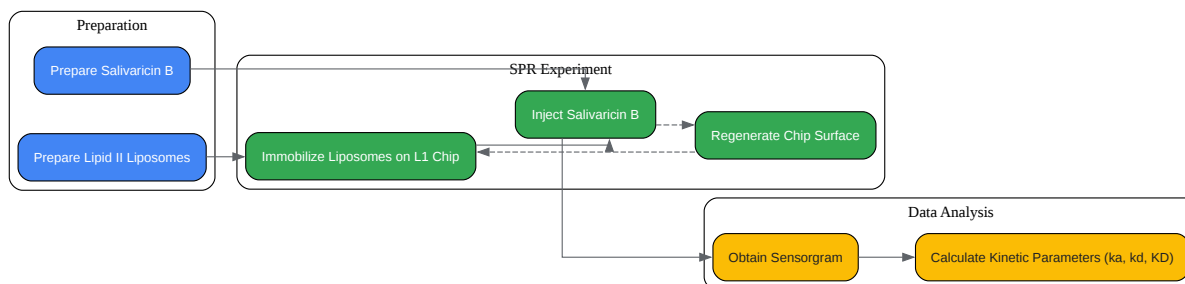 Preparation
Prepare Salivaricin B
Prepare Lipid II Liposomes
SPR Experiment
Inject Salivaricin B
Regenerate Chip Surface
Immobilize Liposomes on L1 Chip
Data Analysis
Obtain Sensorgram
Calculate Kinetic Parameters (ka, kd, KD)